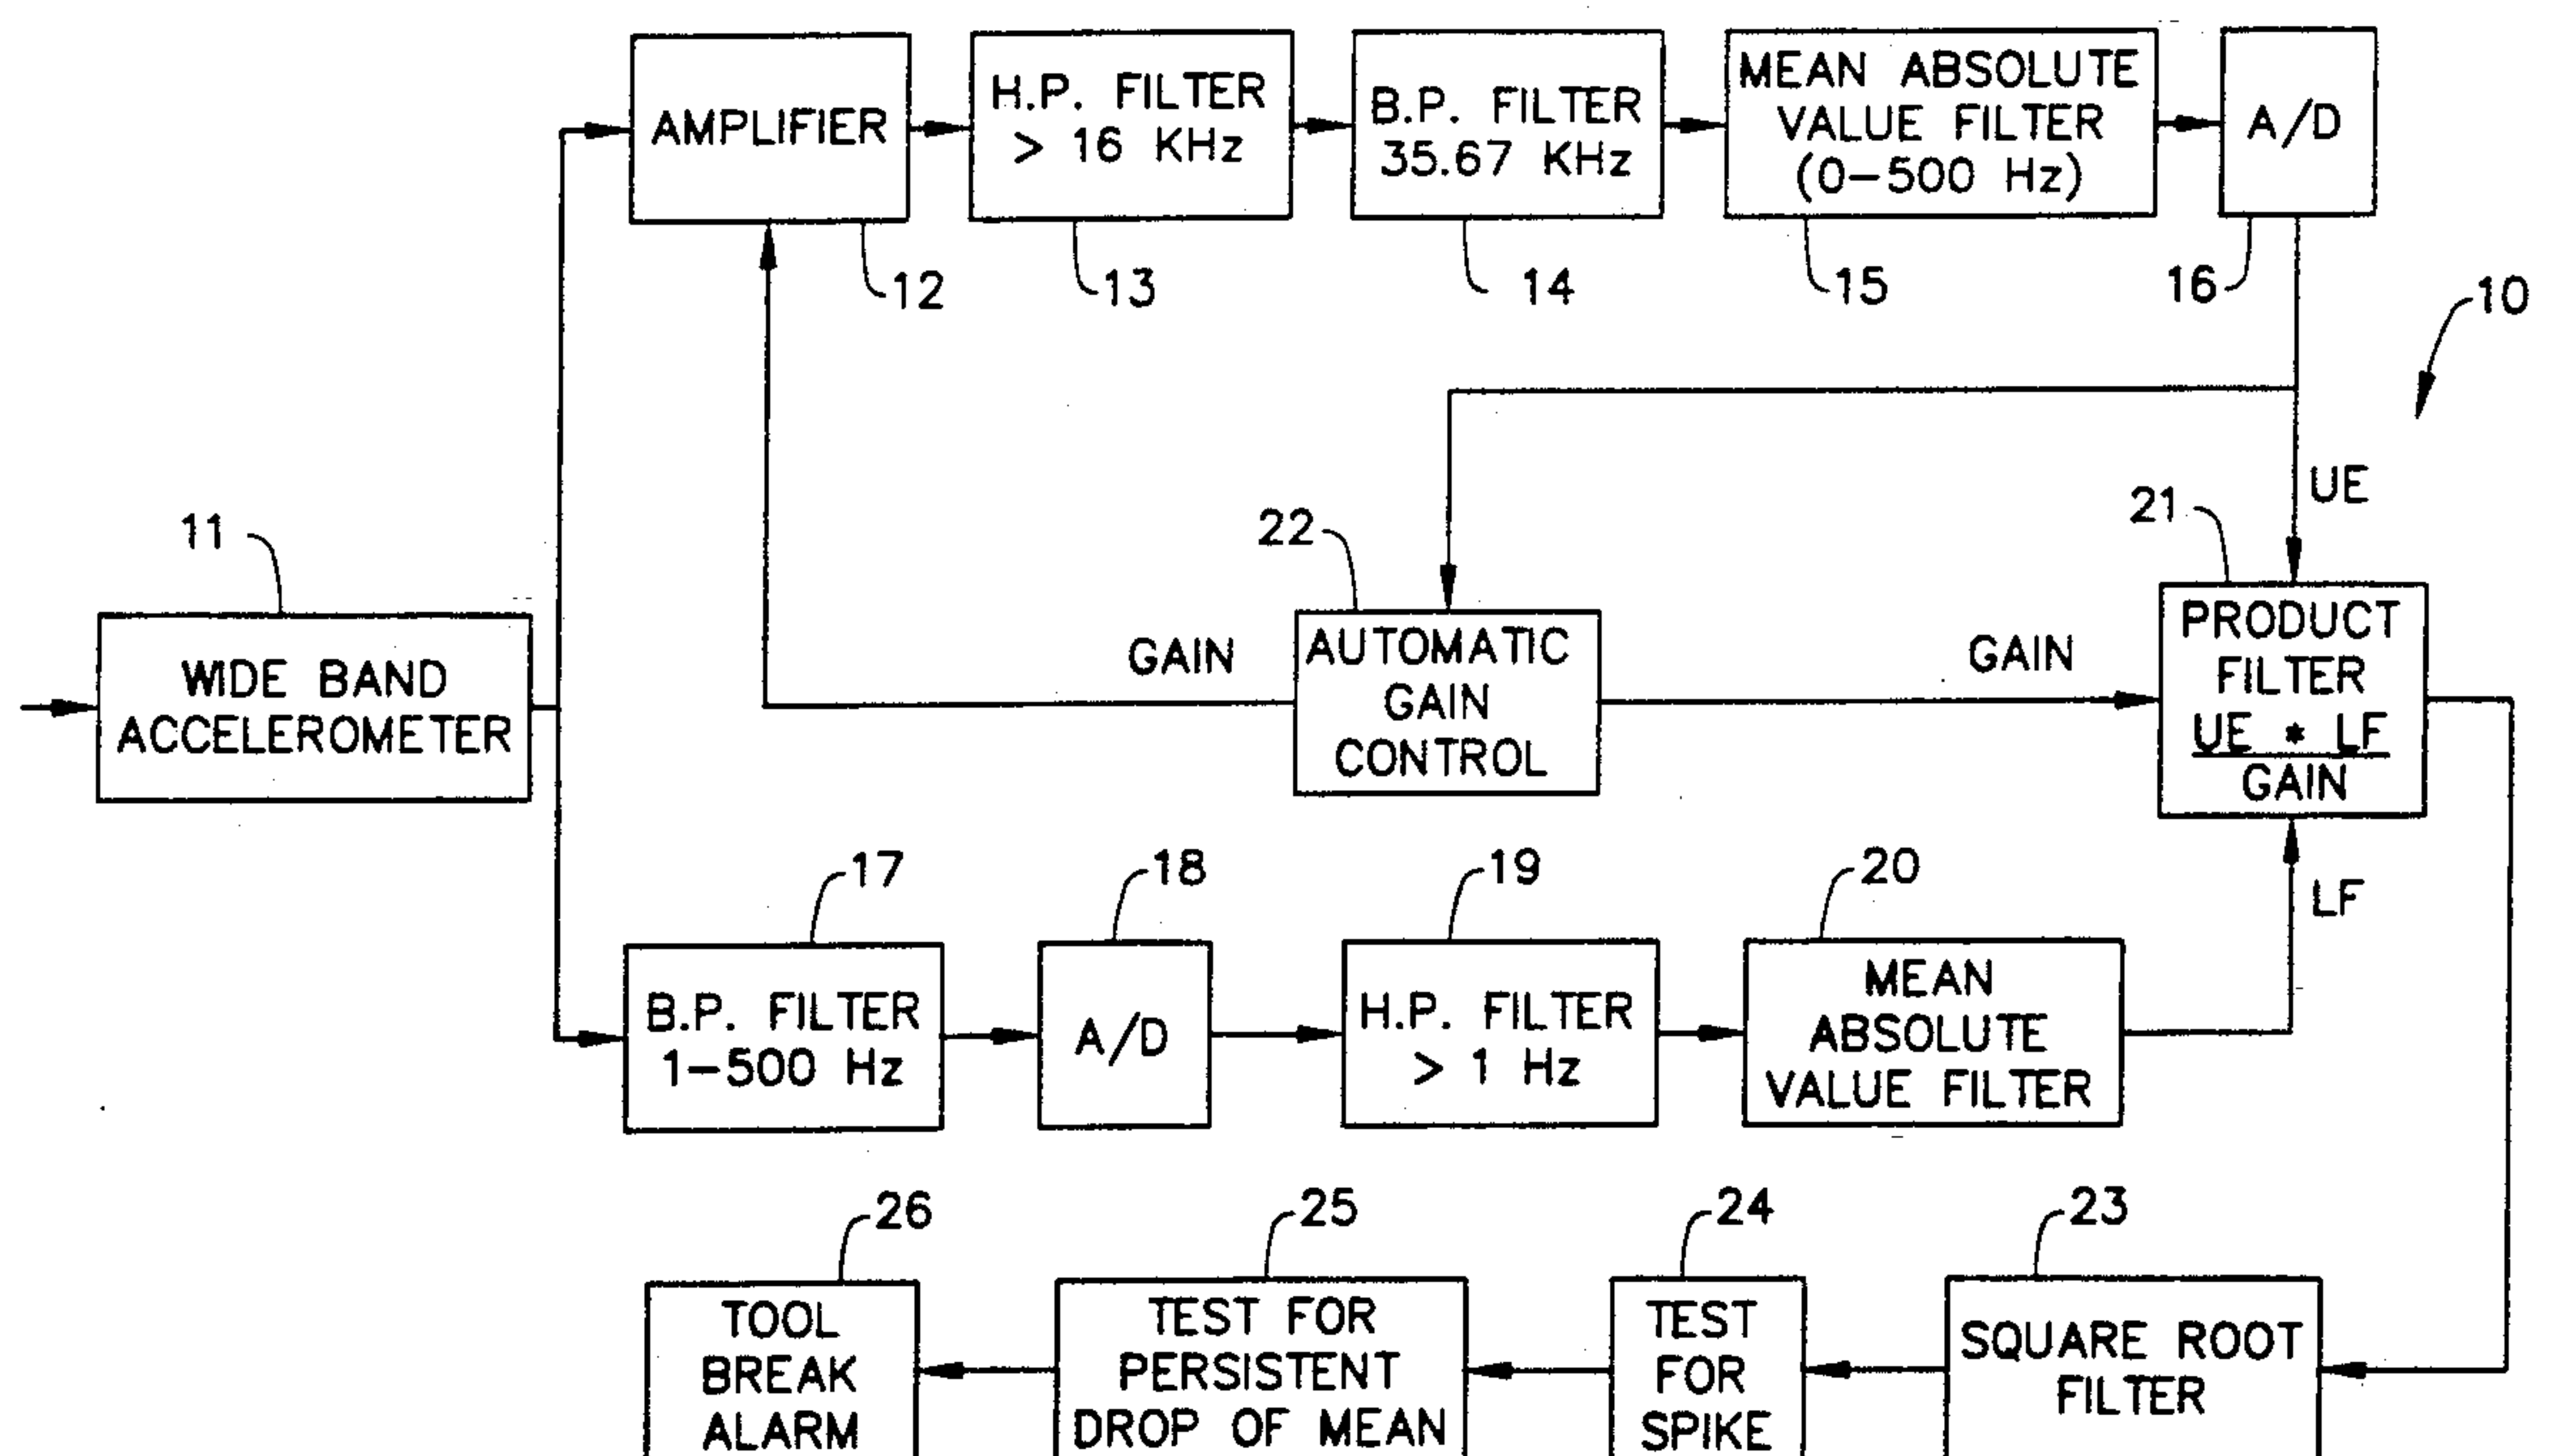 AMPLIFIER
H.P. FILTER
> 16 KHz
B.P. FILTER
35.67 KHz
MEAN ABSOLUTE
VALUE FILTER
(0-500 Hz)
A/D
12
13
14
15
16
10
UE
21
22
11
WIDE BAND
ACCELEROMETER
GAIN
AUTOMATIC
GAIN
CONTROL
GAIN
PRODUCT
FILTER
UE * LF
GAIN
LF
17
18
19
20
B.P. FILTER
1-500 Hz
A/D
H.P. FILTER
> 1 Hz
MEAN
ABSOLUTE
VALUE FILTER
26
25
24
23
TOOL
BREAK
ALARM
TEST FOR
PERSISTENT
DROP OF MEAN
TEST
FOR
SPIKE
SQUARE ROOT
FILTER